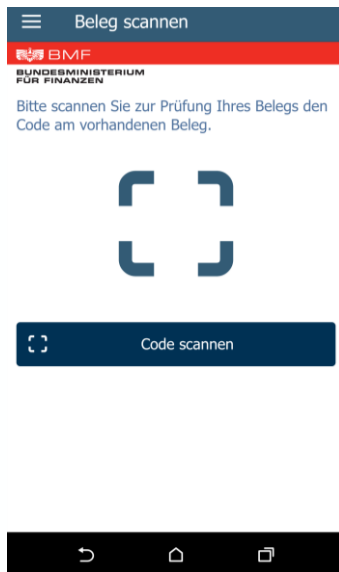 Beleg scannen
BMF
BUNDESMINISTERIUM
FÜR FINANZEN
Bitte scannen Sie zur Prüfung Ihres Belegs den
Code am vorhandenen Beleg.
Code scannen